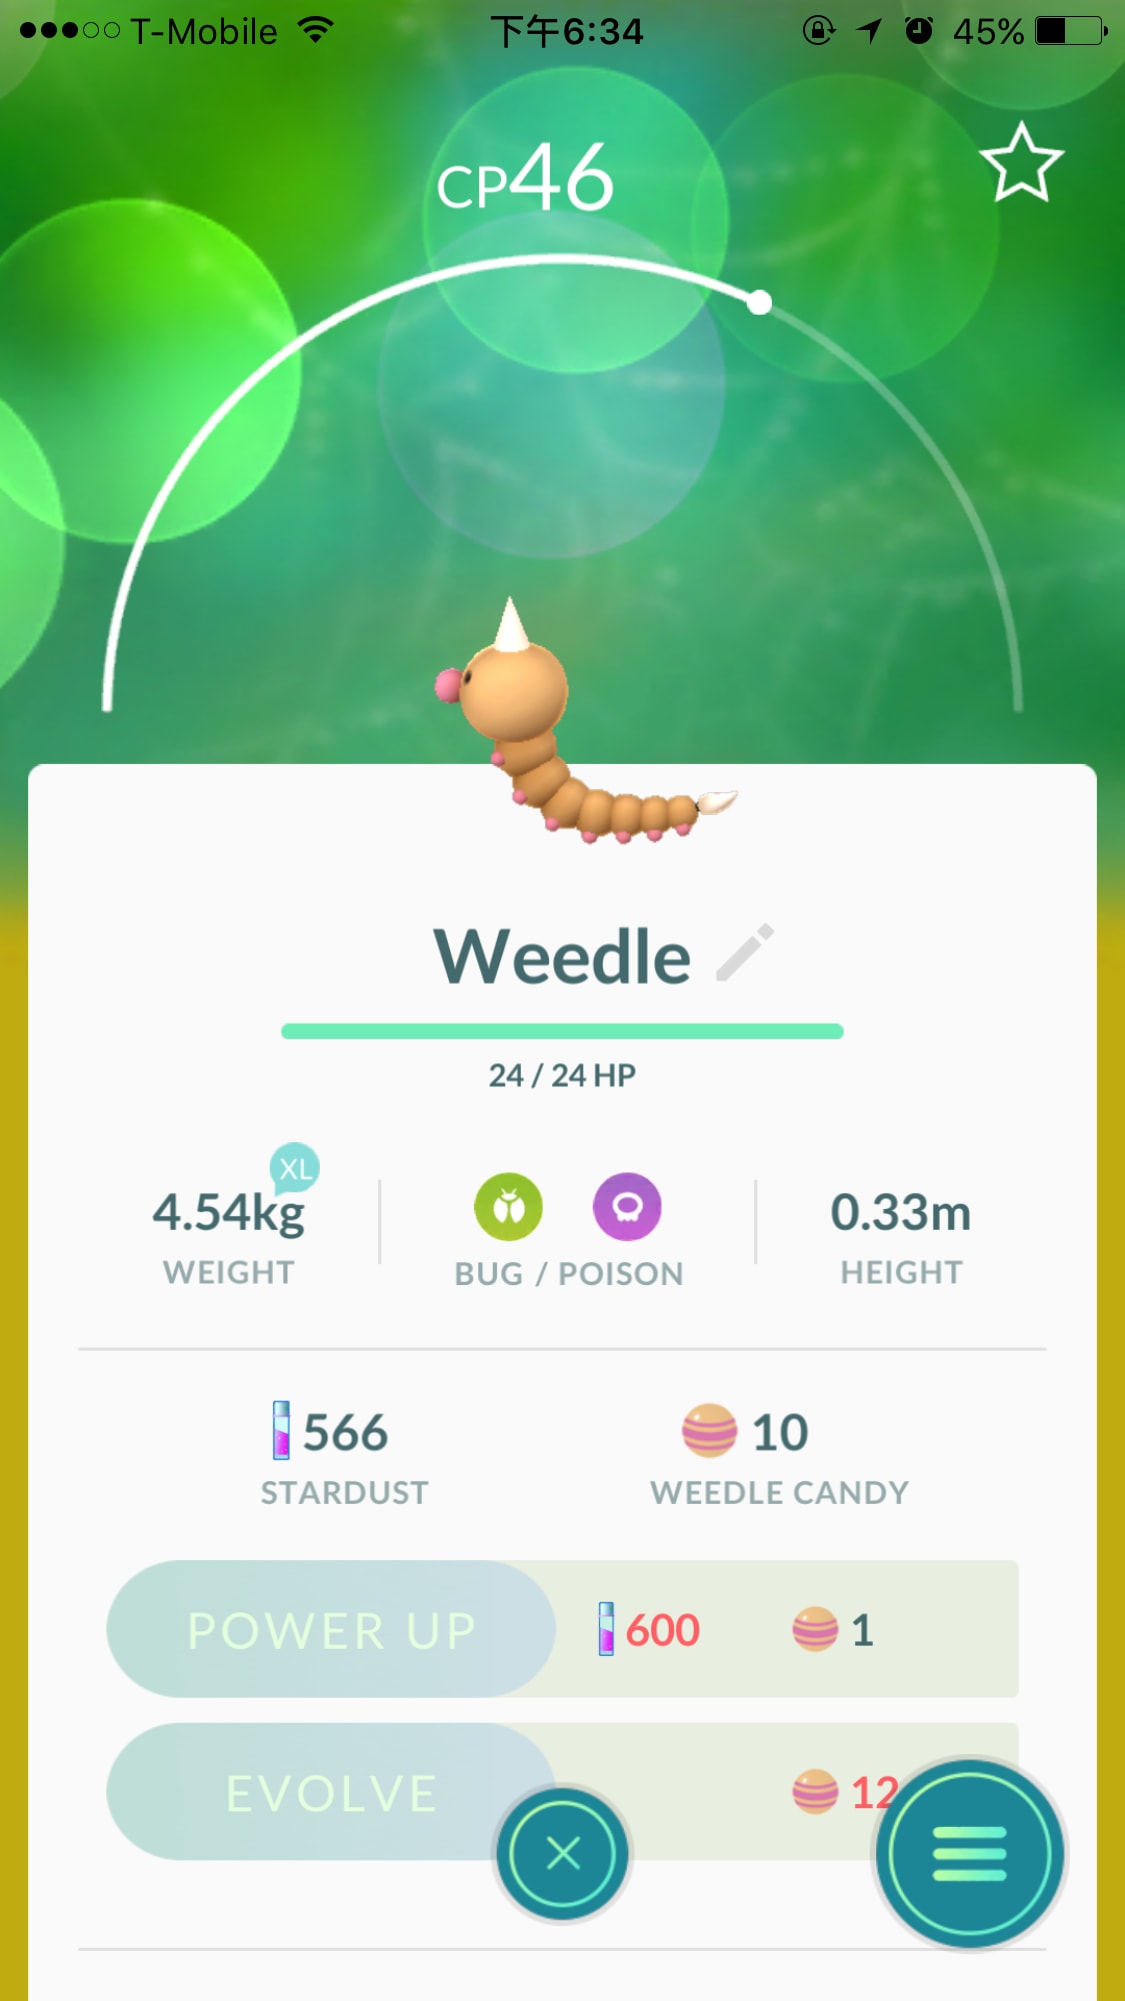 T-Mobile 下午6:34 45%
CP46
Weedle
24 / 24 HP
XL
4.54kg
WEIGHT
BUG / POISON
0.33m
HEIGHT
566
STARDUST
10
WEEDLE CANDY
POWER UP 600 1
EVOLVE 12